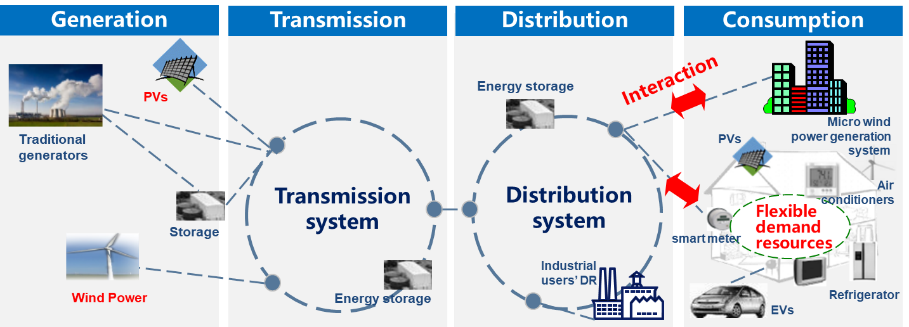 Generation
Transmission
Distribution
Consumption
PVs
Traditional
generators
Storage
Wind Power
Transmission
system
Energy storage
Energy storage
Distribution
system
Industrial
users' DR
Interaction
Micro wind
power generation
system
PVs
Air
conditioners
Flexible
demand
resources
smart meter
Refrigerator
EVs